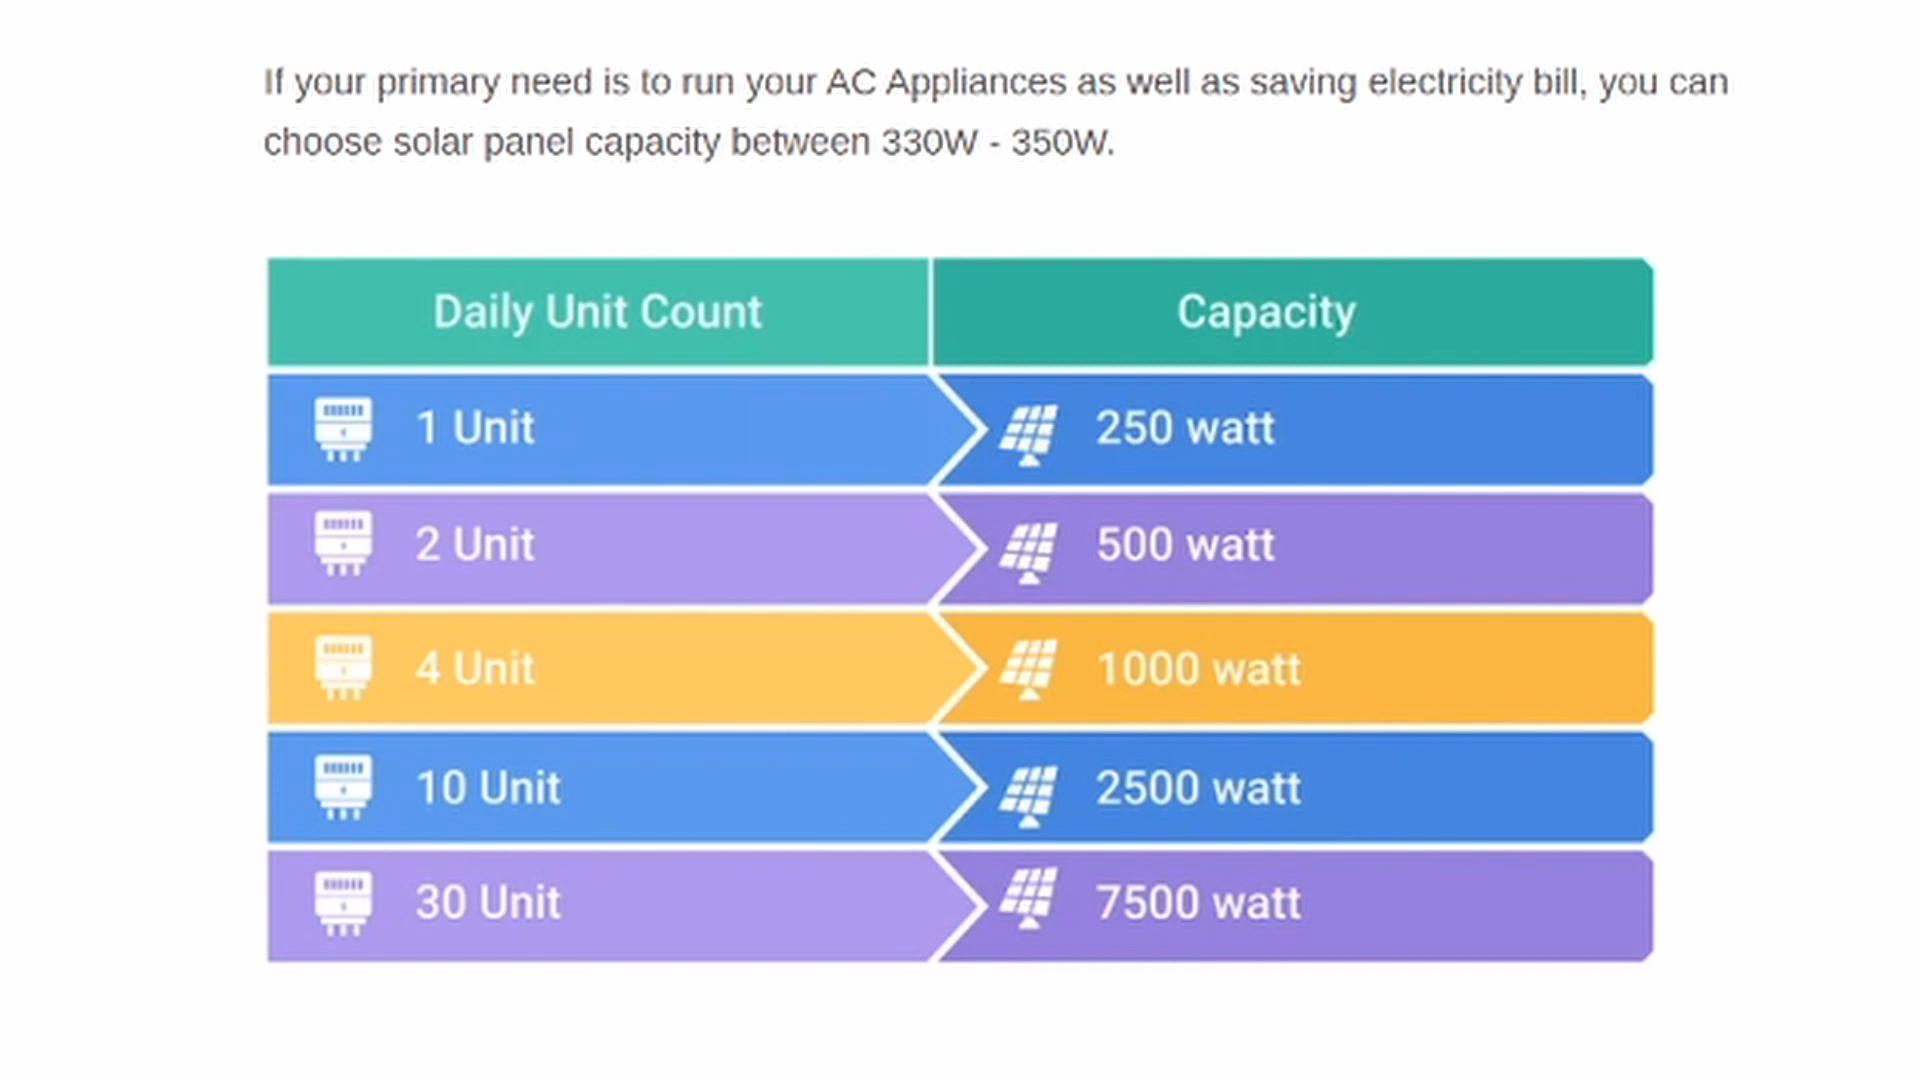 If your primary need is to run your AC Appliances as well as saving electricity bill, you can
choose solar panel capacity between 330W - 350W.
Daily Unit Count Capacity
1 Unit 250 watt
2 Unit 500 watt
4 Unit 1000 watt
10 Unit 2500 watt
30 Unit 7500 watt